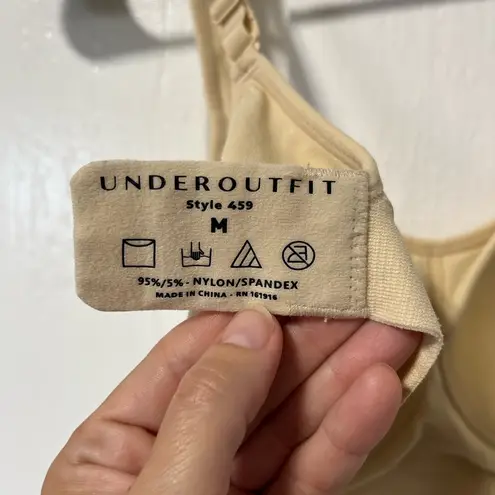 UNDEROUTFIT
Style 459
M
95%/5% - NYLON/SPANDEX
MADE IN CHINA - RN 161916